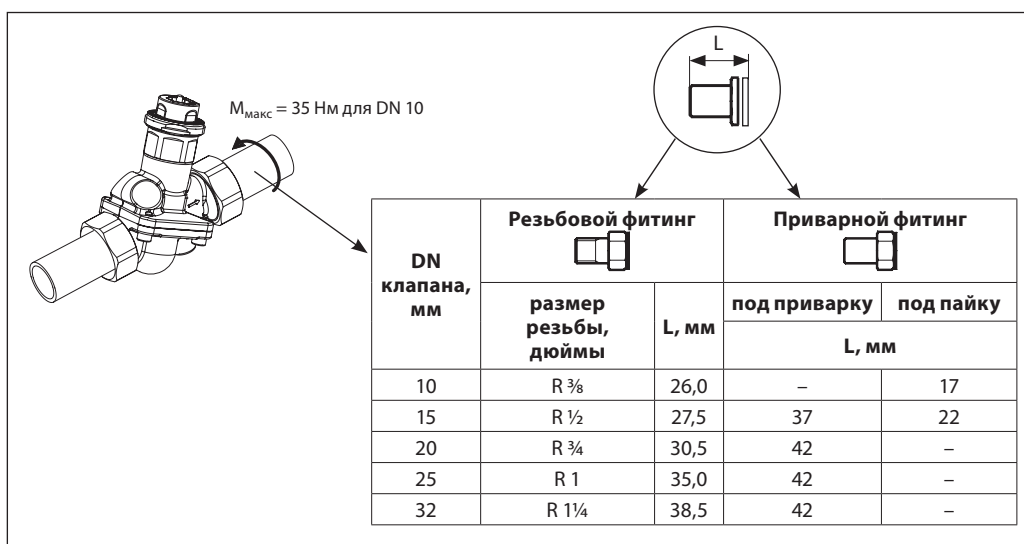 L
Mмакс = 35 Нм для DN 10
DN клапана, мм
Резьбовой фитинг
Приварной фитинг
размер резьбы, дюймы
L, мм
под приварку
под пайку
L, мм
10 R ⅜ 26,0 – 17
15 R ½ 27,5 37 22
20 R ¾ 30,5 42 –
25 R 1 35,0 42 –
32 R 1¼ 38,5 42 –